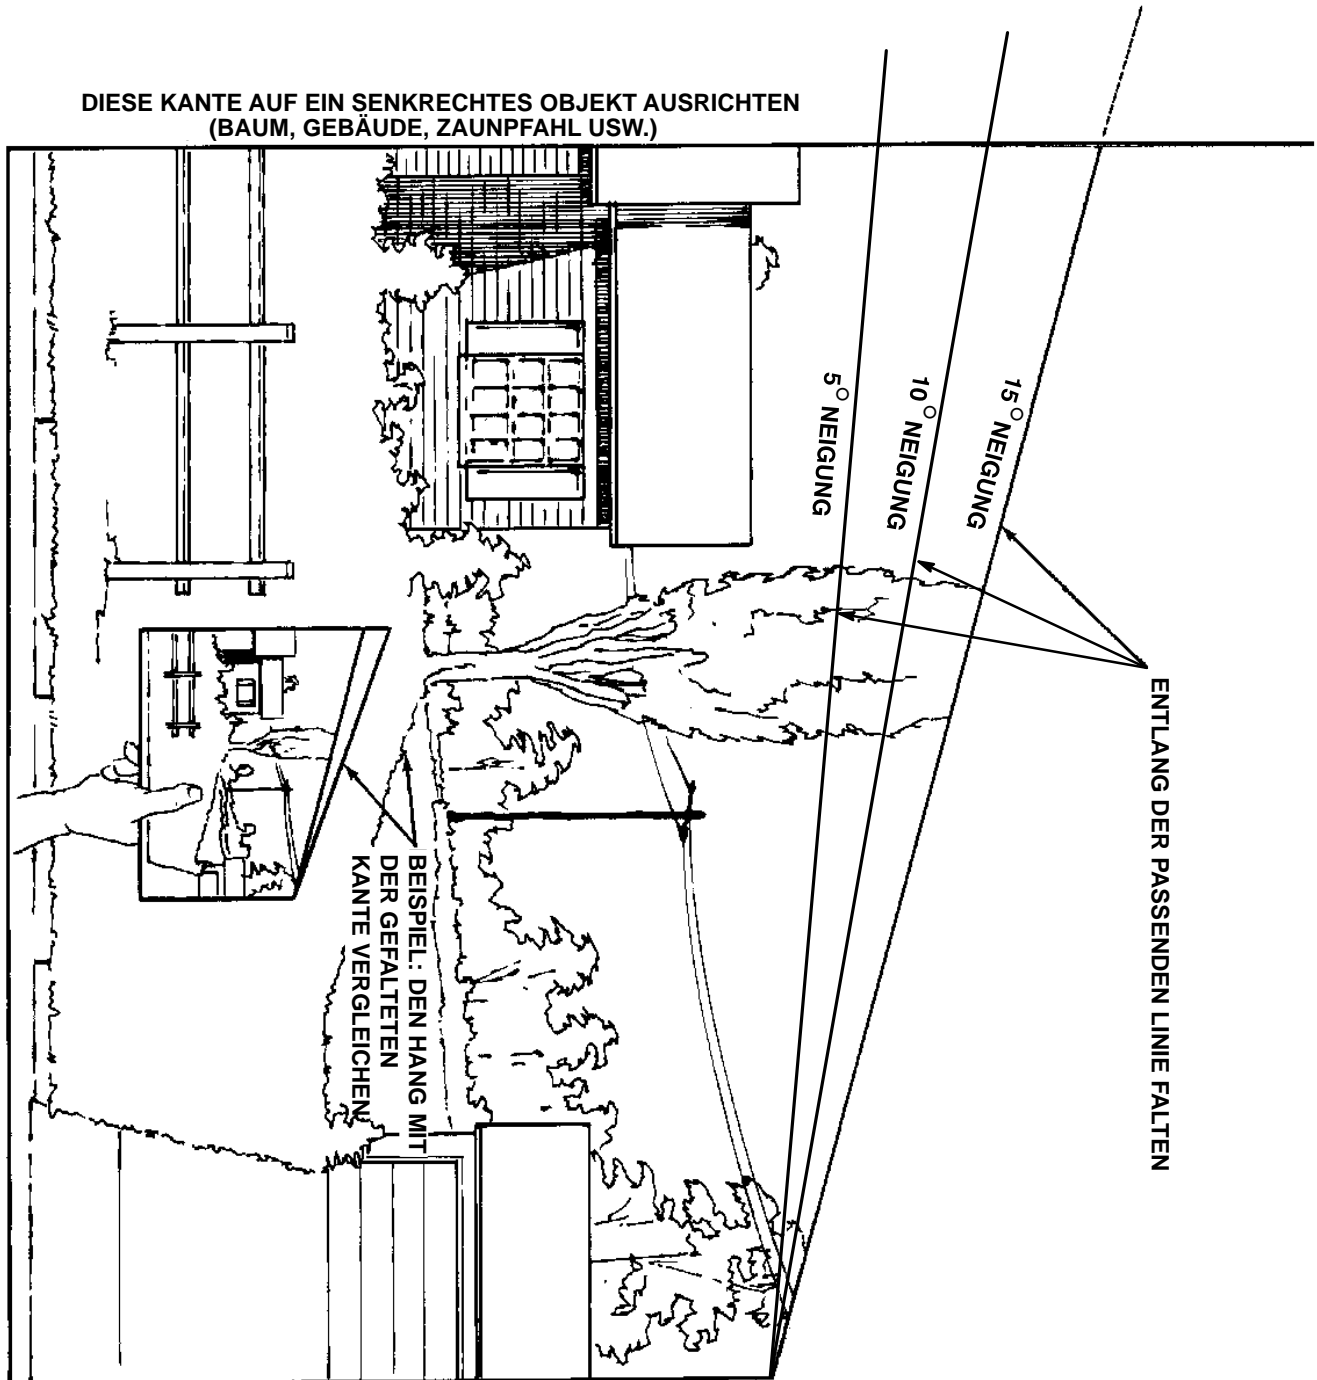 DIESE KANTE AUF EIN SENKRECHTES OBJEKT AUSRICHTEN
(BAUM, GEBÄUDE, ZAUNPFAHL USW.)
15° NEIGUNG
10° NEIGUNG
5° NEIGUNG
ENTLANG DER PASSENDEN LINIE FALTEN
BEISPIEL: DEN HANG MIT
DER GEFALTETEN
KANTE VERGLEICHEN